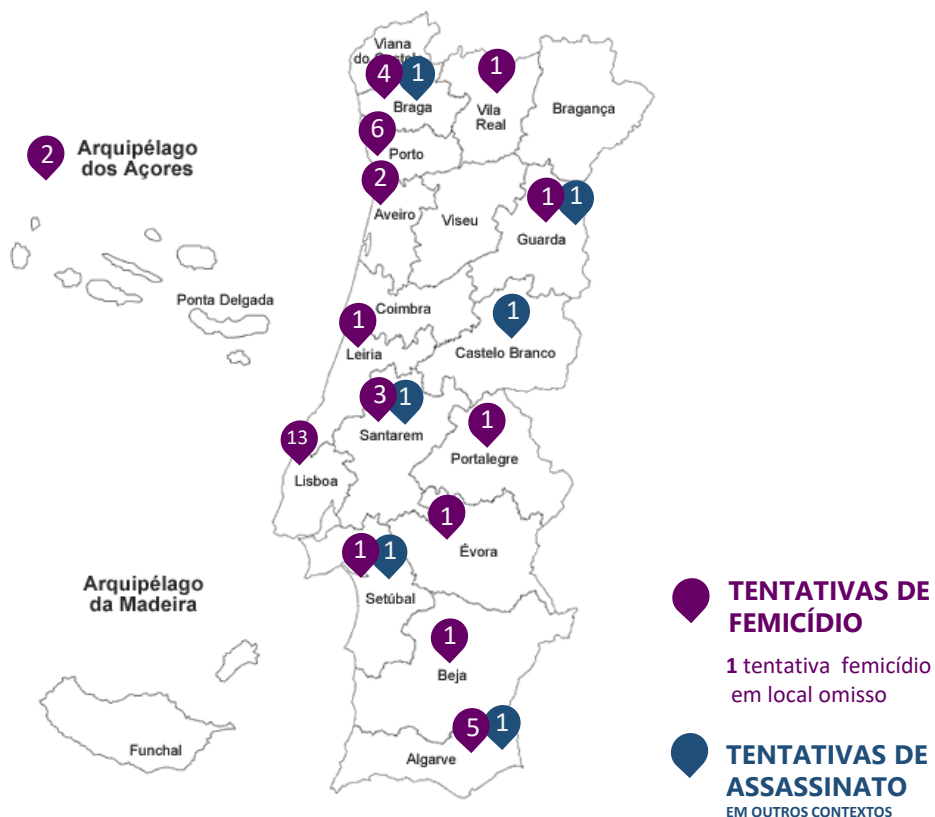 Viana
do Castelo
4
1
Braga
1
Vila
Real
Bragança
6
Porto
2
Arquipélago
dos Açores
2
Aveiro
Viseu
1
1
Guarda
Ponta Delgada
Coimbra
1
Leiria
1
Castelo Branco
3
1
Santarem
1
Portalegre
13
Lisboa
1
Êvora
1
1
Setúbal
Arquipélago
da Madeira
1
Beja
Funchal
5
1
Algarve
TENTATIVAS DE
FEMICÍDIO
1 tentativa femicídio
em local omisso
TENTATIVAS DE
ASSASSINATO
EM OUTROS CONTEXTOS